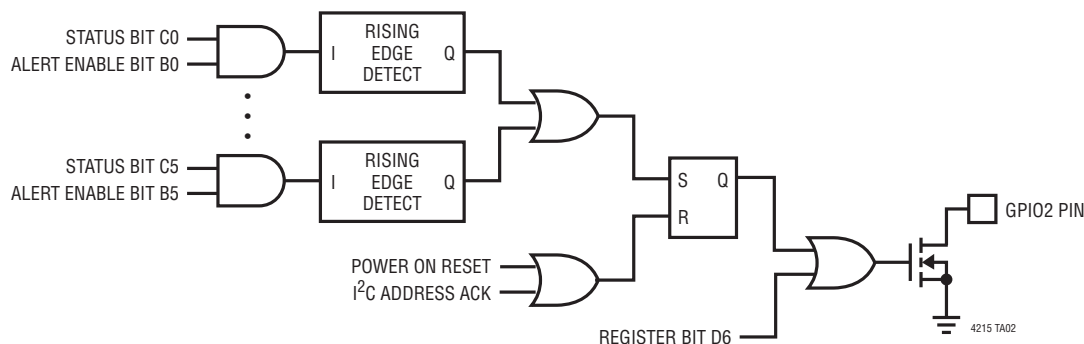 STATUS BIT C0
ALERT ENABLE BIT B0
I
RISING
EDGE
DETECT
Q
STATUS BIT C5
ALERT ENABLE BIT B5
I
RISING
EDGE
DETECT
Q
S Q
R
GPIO2 PIN
POWER ON RESET
I²C ADDRESS ACK
REGISTER BIT D6
4215 TA02